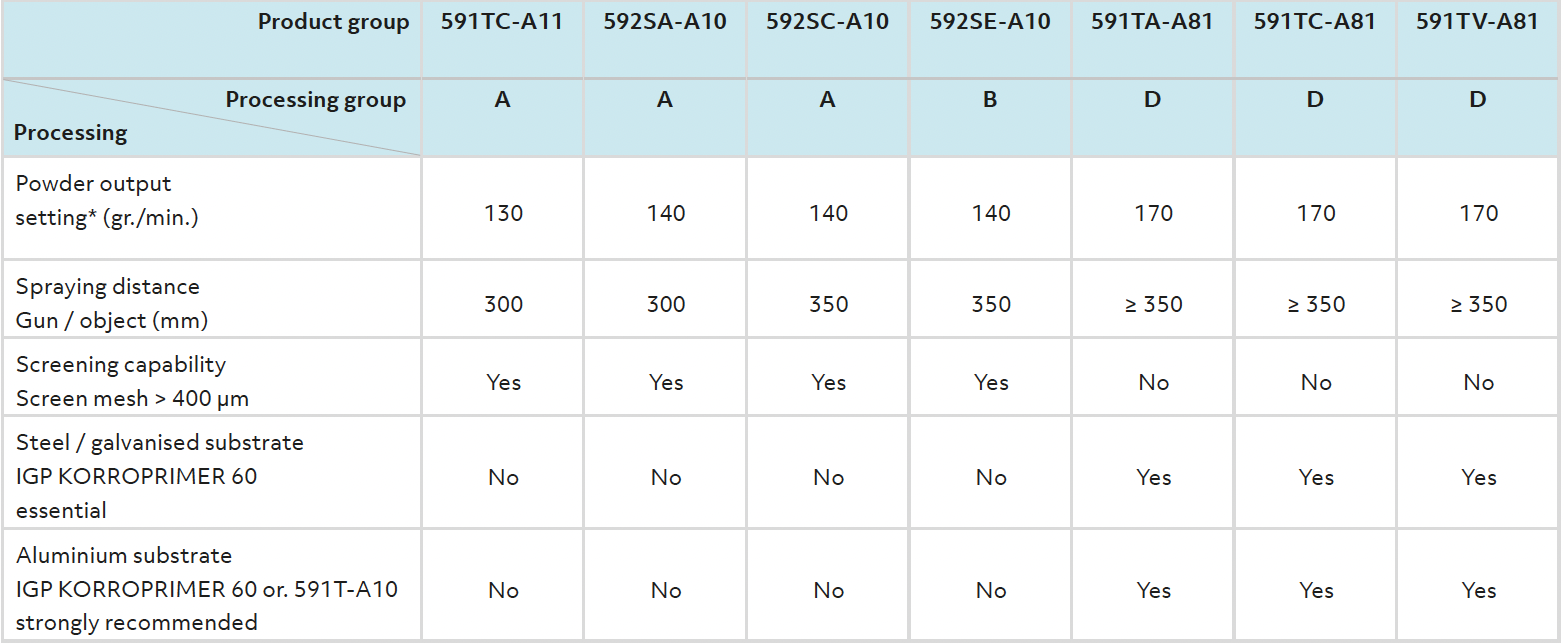 Product group 591TC-A11 592SA-A10 592SC-A10 592SE-A10 591TA-A81 591TC-A81 591TV-A81
Processing group A A A B D D D
Processing
Powder output
setting* (gr./min.) 130 140 140 140 170 170 170
Spraying distance
Gun / object (mm) 300 300 350 350 ≥ 350 ≥ 350 ≥ 350
Screening capability
Screen mesh > 400 µm Yes Yes Yes Yes No No No
Steel / galvanised substrate
IGP KORROPRIMER 60 No No No No Yes Yes Yes
essential
Aluminium substrate
IGP KORROPRIMER 60 or. 591T-A10 No No No No Yes Yes Yes
strongly recommended